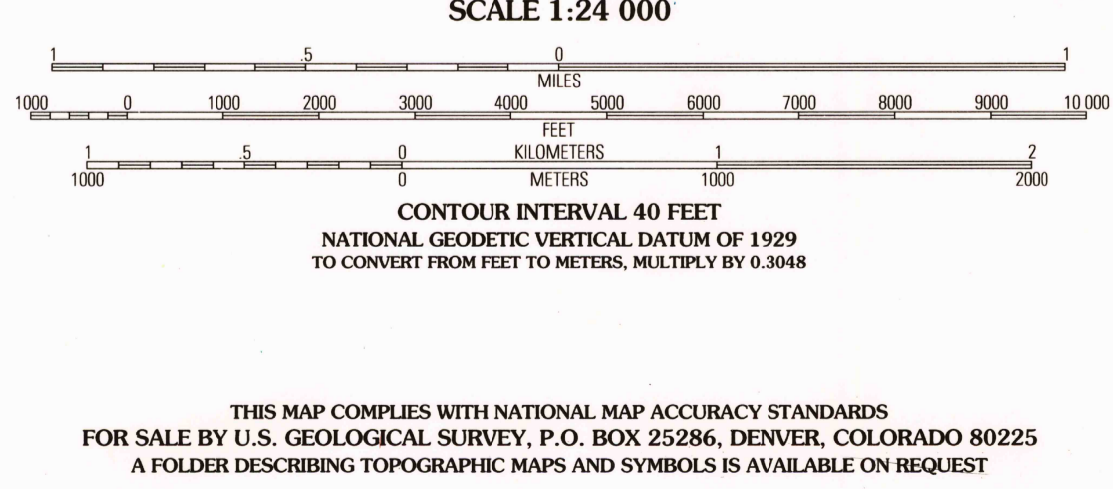 SCALE 1:24 000
1 .5 0 1
MILES
1000 0 1000 2000 3000 4000 5000 6000 7000 8000 9000 10 000
FEET
1 .5 0 KILOMETERS 1 2
1000 0 METERS 1000 2000
CONTOUR INTERVAL 40 FEET
NATIONAL GEODETIC VERTICAL DATUM OF 1929
TO CONVERT FROM FEET TO METERS, MULTIPLY BY 0.3048
THIS MAP COMPLIES WITH NATIONAL MAP ACCURACY STANDARDS
FOR SALE BY U.S. GEOLOGICAL SURVEY, P.O. BOX 25286, DENVER, COLORADO 80225
A FOLDER DESCRIBING TOPOGRAPHIC MAPS AND SYMBOLS IS AVAILABLE ON REQUEST